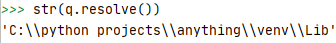 >>> str(q.resolve())
'C:\\python projects\\anything\\venv\\Lib'